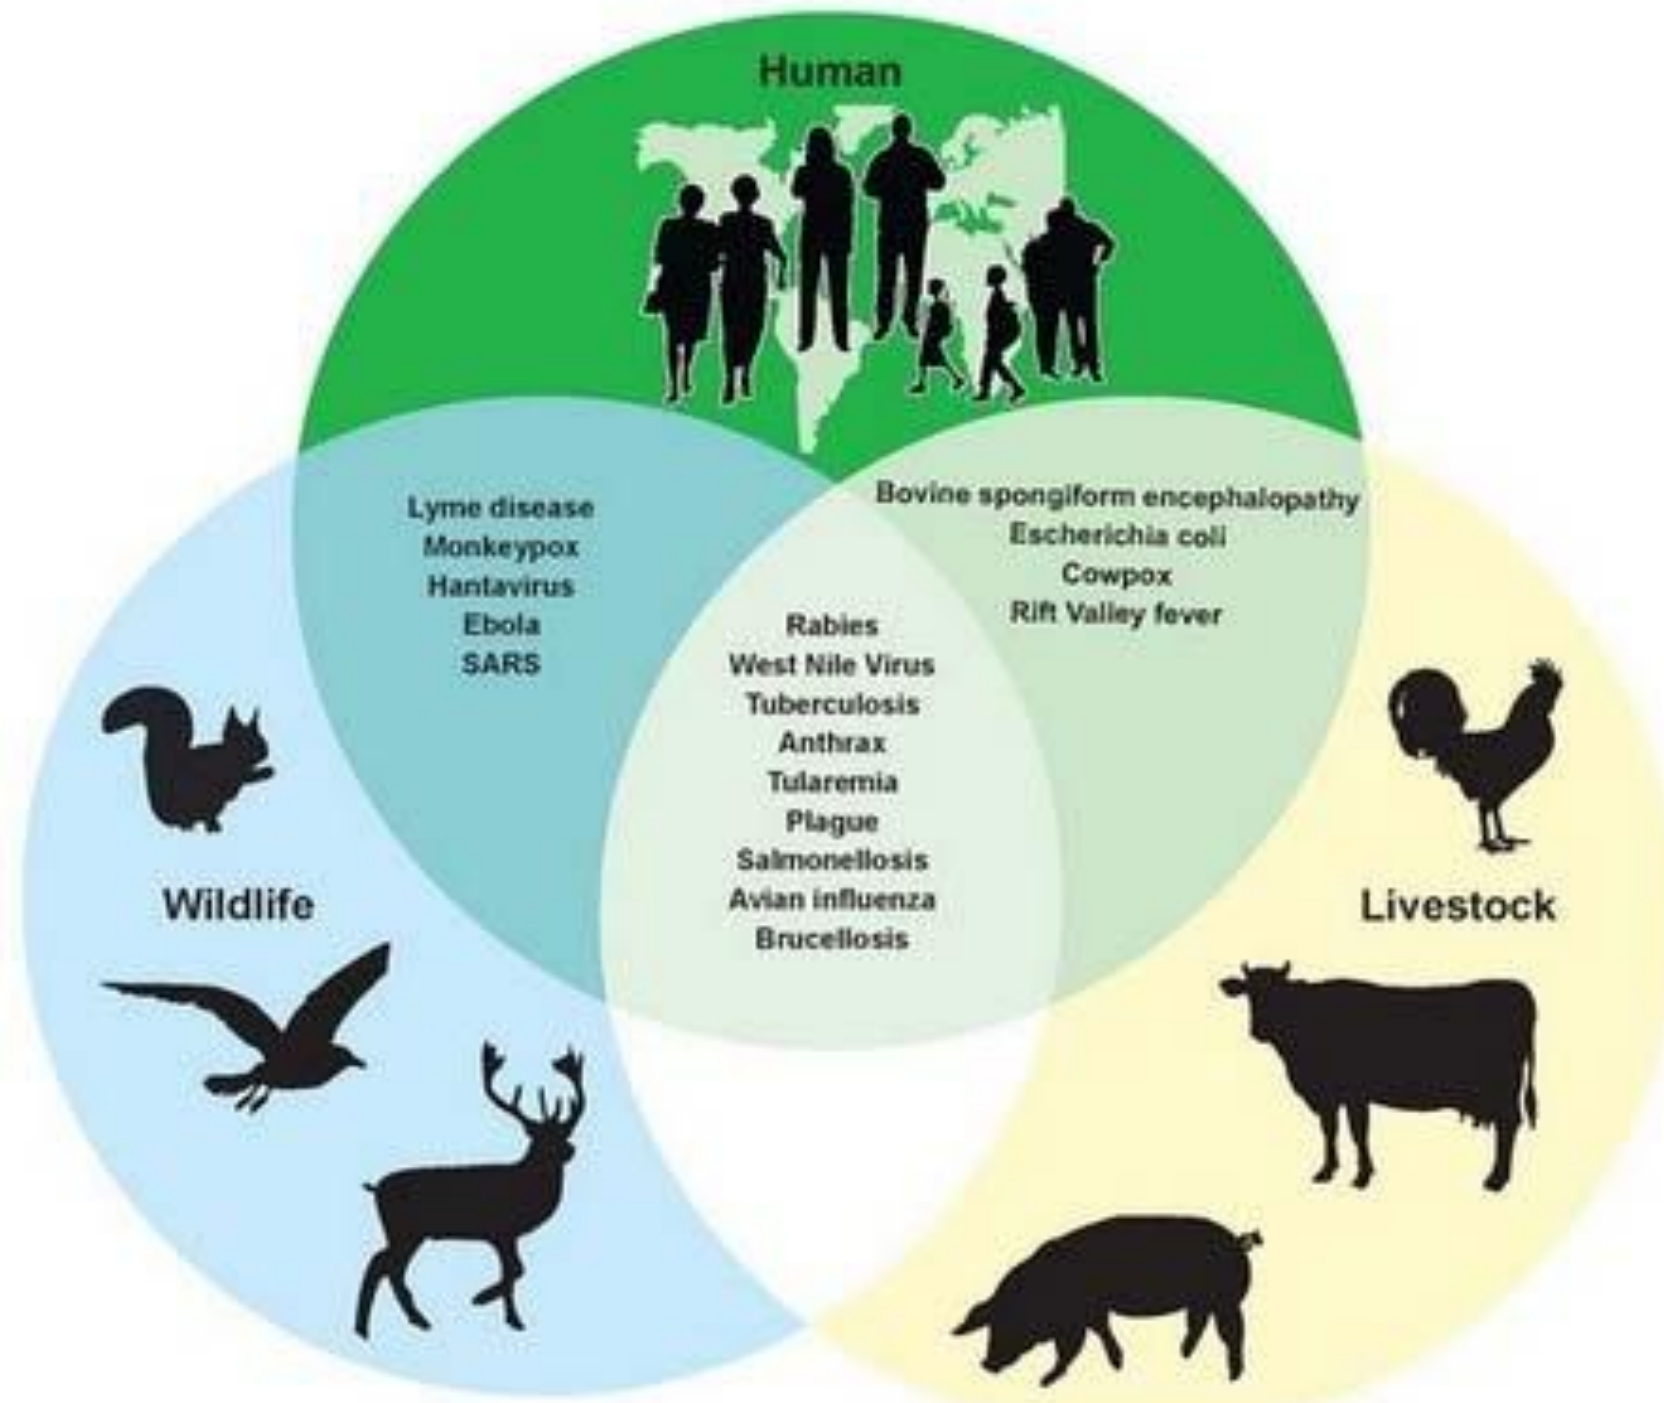 Human
Lyme disease
Monkeypox
Hantavirus
Ebola
SARS
Bovine spongiform encephalopathy
Escherichia coli
Cowpox
Rift Valley fever
Rabies
West Nile Virus
Tuberculosis
Anthrax
Tularemia
Plague
Salmonellosis
Avian influenza
Brucellosis
Wildlife
Livestock